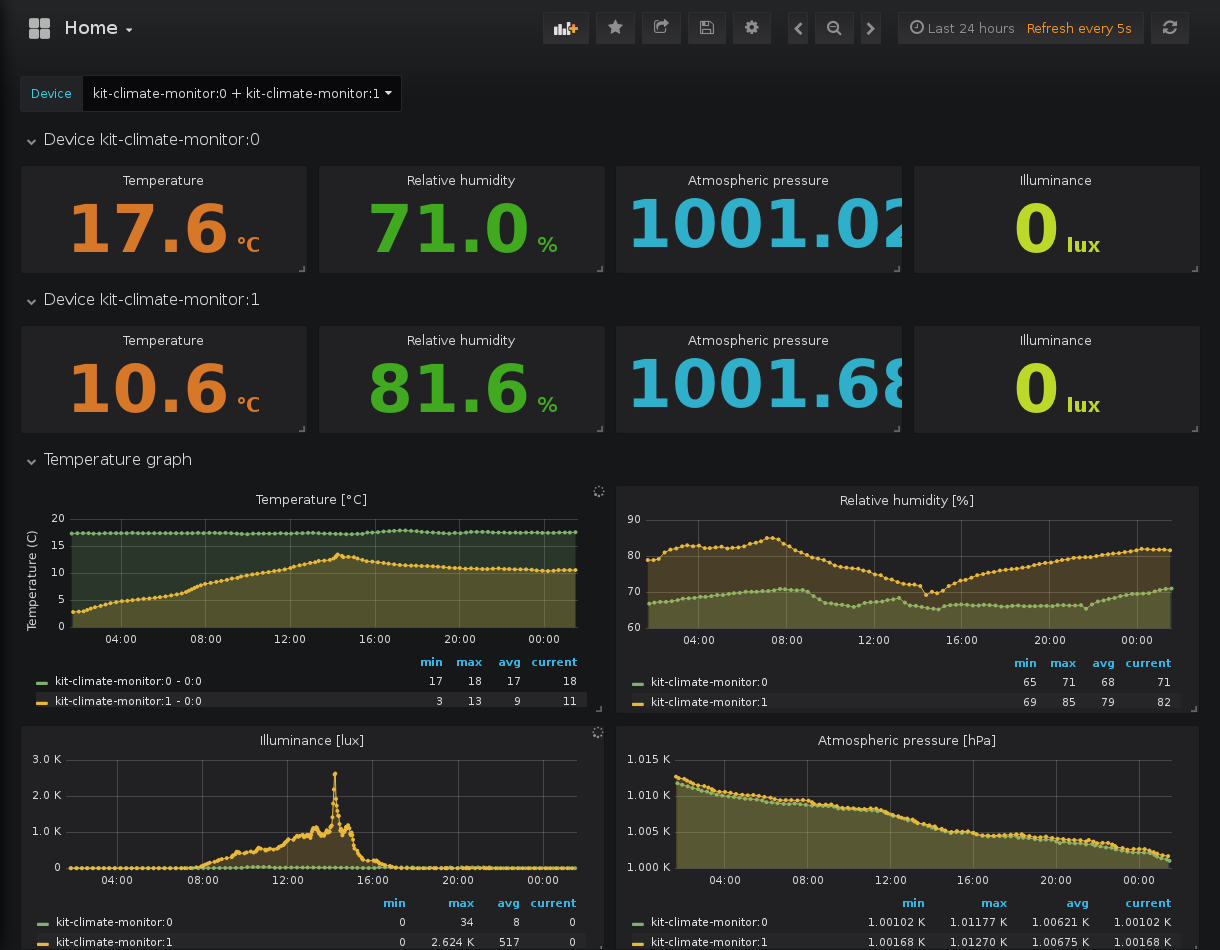 Home
Last 24 hours Refresh every 5s
Device kit-climate-monitor:0 + kit-climate-monitor:1
Device kit-climate-monitor:0
Temperature Relative humidity Atmospheric pressure Illuminance
17.6 °C 71.0 % 1001.02 0 lux
Device kit-climate-monitor:1
Temperature Relative humidity Atmospheric pressure Illuminance
10.6 °C 81.6 % 1001.68 0 lux
Temperature graph
Temperature [°C]
Temperature (C)
20
15
10
5
0
04:00 08:00 12:00 16:00 20:00 00:00
min max avg current
kit-climate-monitor:0 - 0:0 17 18 17 18
kit-climate-monitor:1 - 0:0 3 13 9 11
Relative humidity [%]
90
80
70
60
04:00 08:00 12:00 16:00 20:00 00:00
min max avg current
kit-climate-monitor:0 65 71 68 71
kit-climate-monitor:1 69 85 79 82
Illuminance [lux]
3.0 K
2.0 K
1.0 K
0
04:00 08:00 12:00 16:00 20:00 00:00
min max avg current
kit-climate-monitor:0 0 34 8 0
kit-climate-monitor:1 0 2.624 K 517 0
Atmospheric pressure [hPa]
1.015 K
1.010 K
1.005 K
1.000 K
04:00 08:00 12:00 16:00 20:00 00:00
min max avg current
kit-climate-monitor:0 1.00102 K 1.01177 K 1.00621 K 1.00102 K
kit-climate-monitor:1 1.00168 K 1.01270 K 1.00675 K 1.00168 K